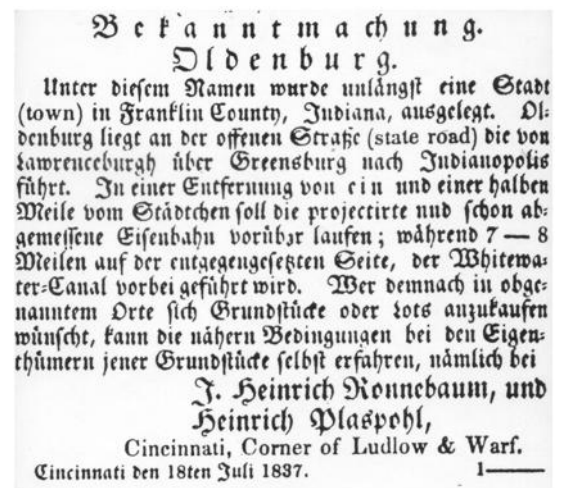 Bekanntmachung.
Oldenburg.
Unter diesem Namen wurde unlängst eine Stadt
(town) in Franklin County, Indiana, ausgelegt. Ol-
denburg liegt an der offenen Straße (state road) die von
Lawrenceburgh über Greensburg nach Indianopolis
führt. In einer Entfernung von ein und einer halben
Meile vom Städtchen soll die projectirte und schon ab-
gemessene Eisenbahn vorüber laufen; während 7 — 8
Meilen auf der entgegengesetzten Seite, der Whitewa-
ter-Canal vorbei geführt wird. Wer demnach in obge-
nanntem Orte sich Grundstücke oder Lots anzukaufen
wünscht, kann die nähern Bedingungen bei den Eigen-
thümern jener Grundstücke selbst erfahren, nämlich bei
J. Heinrich Ronnebaum, und
Heinrich Plaspohl,
Cincinnati, Corner of Ludlow & Warf.
Cincinnati den 18ten Juli 1837. 1——